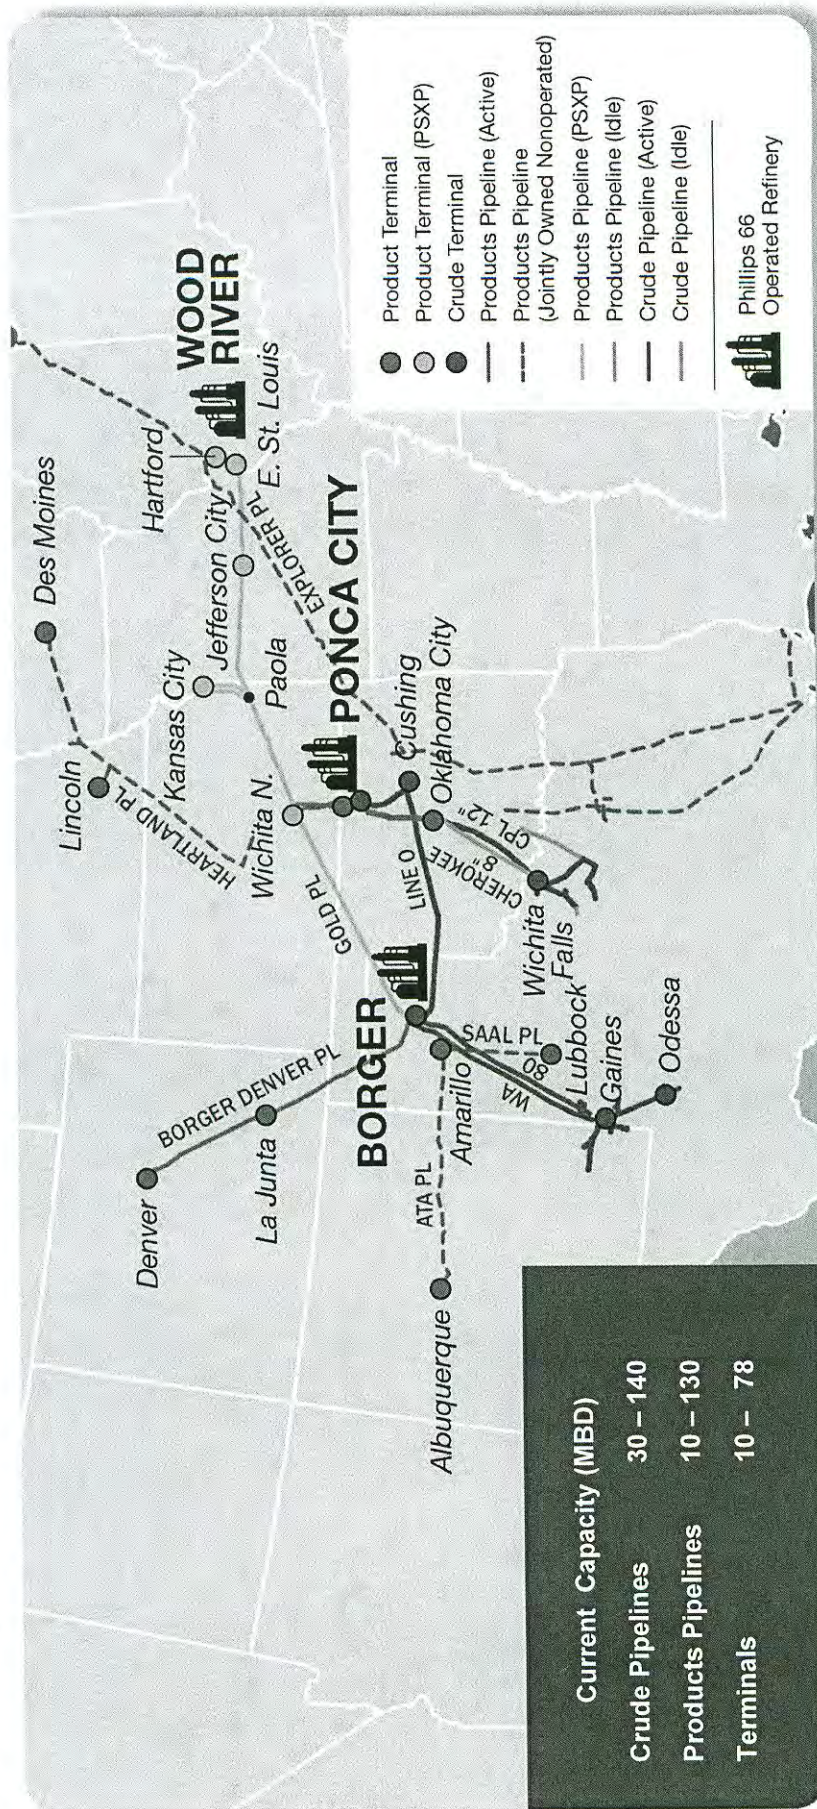 Des Moines
Lincoln
HEARTLAND PL
Denver
BORGER DENVER PL
La Junta
Kansas City
Jefferson City
Hartford
WOOD
RIVER
E. St. Louis
Paola
EXPLORER PL
Wichita N.
GOLD PL
PONCA CITY
BORGER
LINE O
Cushing
Oklahoma City
Albuquerque
ATA PL
Amarillo
SAAL PL
WA
80
CHEROKEE
8"
CPL 12"
Wichita
Falls
Lubbock
Gaines
Odessa
Current Capacity (MBD)
Crude Pipelines 30 – 140
Products Pipelines 10 – 130
Terminals 10 – 78
Product Terminal
Product Terminal (PSXP)
Crude Terminal
Products Pipeline (Active)
Products Pipeline
(Jointly Owned Nonoperated)
Products Pipeline (PSXP)
Products Pipeline (Idle)
Crude Pipeline (Active)
Crude Pipeline (Idle)
Phillips 66
Operated Refinery